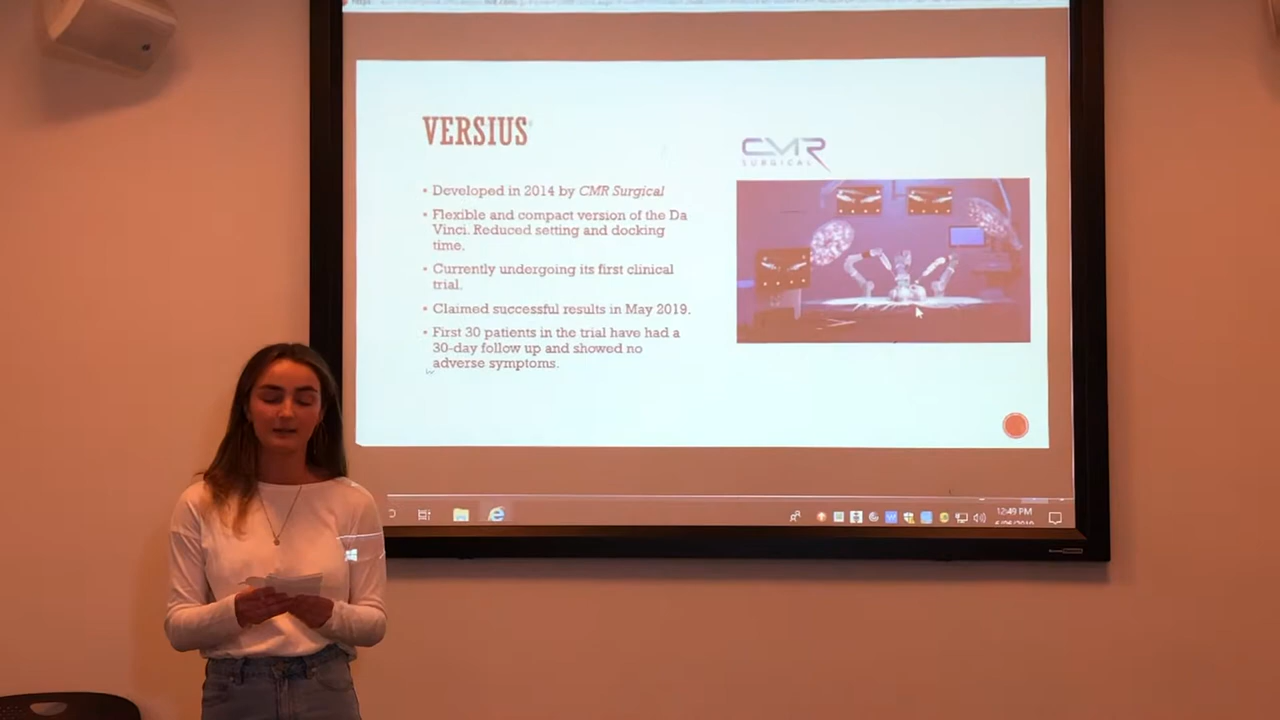 VERSIUS
CMR
SURGICAL
• Developed in 2014 by CMR Surgical
• Flexible and compact version of the Da
Vinci. Reduced setting and docking
time.
• Currently undergoing its first clinical
trial.
• Claimed successful results in May 2019.
• First 30 patients in the trial have had a
30-day follow up and showed no
adverse symptoms.
12:49 PM